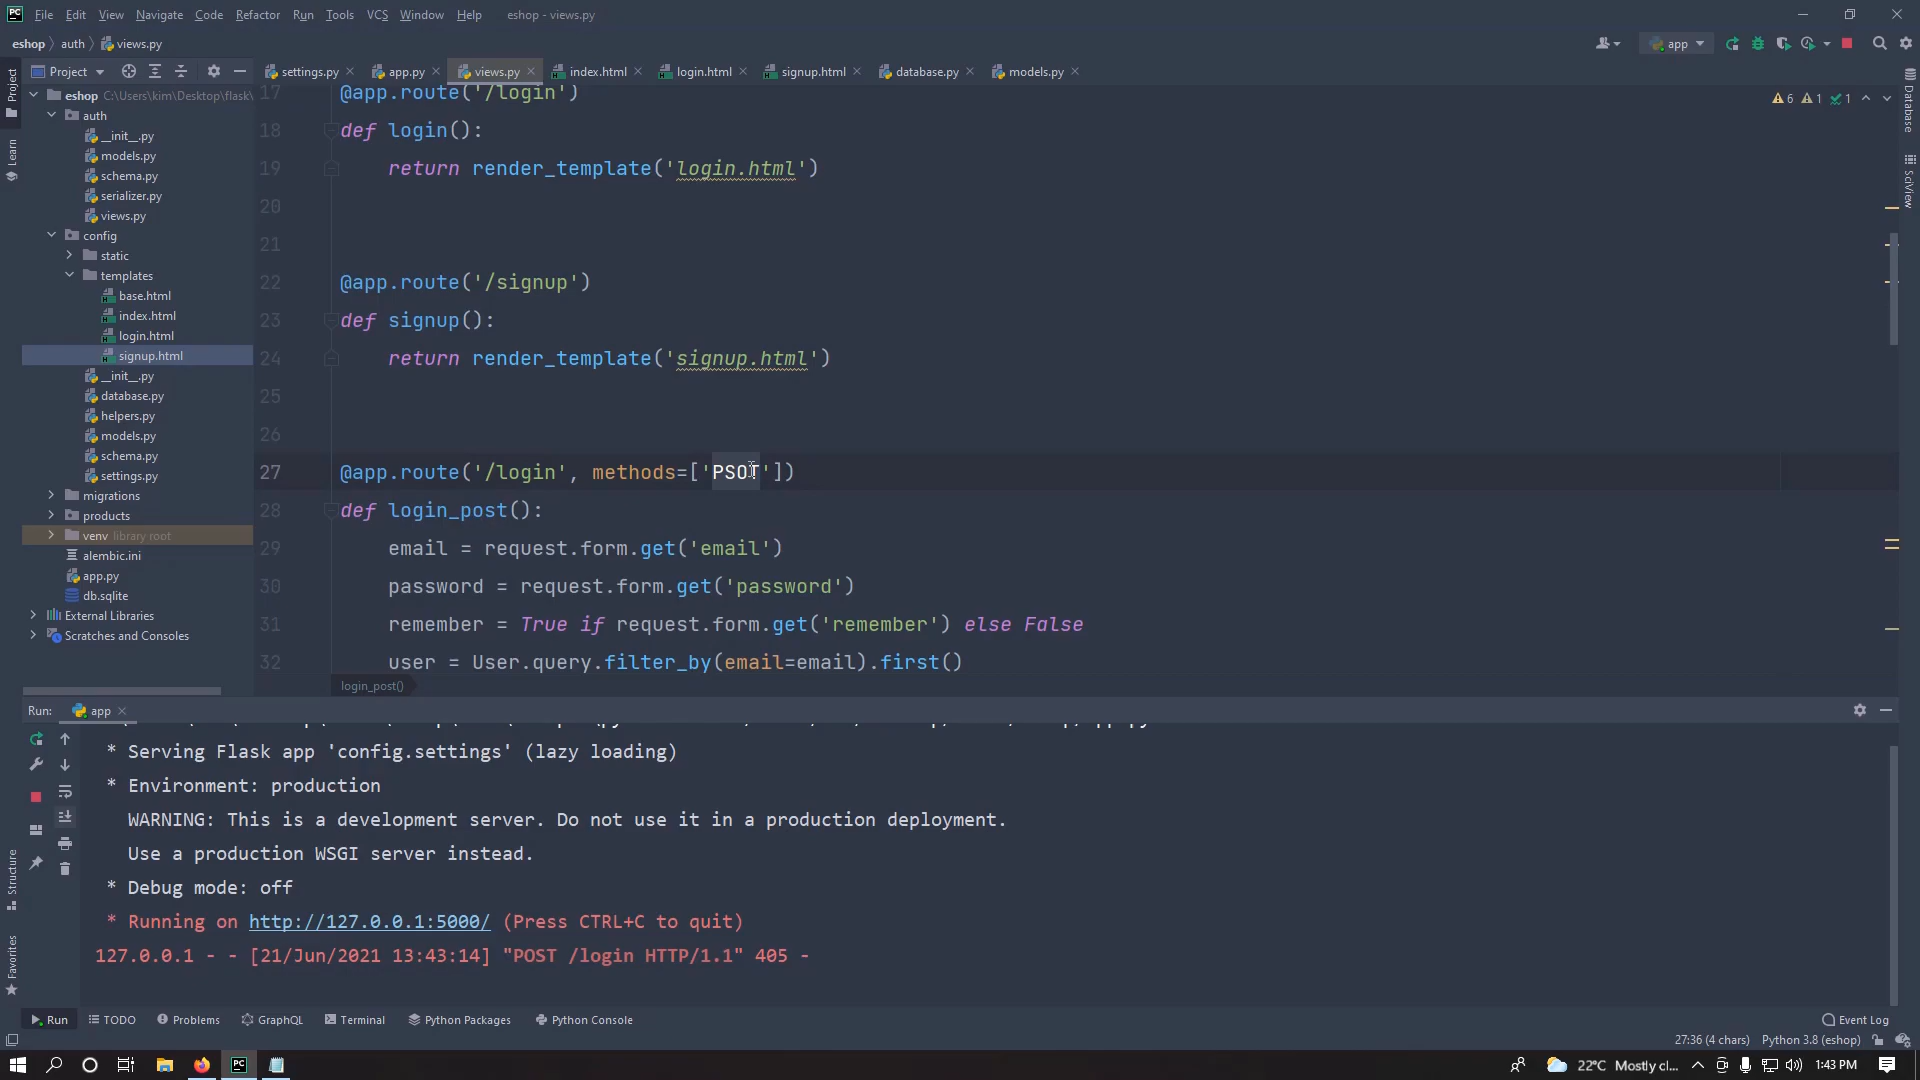 File Edit View Navigate Code Refactor Run Tools VCS Window Help eshop - views.py
eshop auth views.py app
Project settings.py app.py views.py index.html login.html signup.html database.py models.py
eshop C:\Users\kim\Desktop\flask\
auth
__init__.py
models.py
schema.py
serializer.py
views.py
config
static
templates
base.html
index.html
login.html
signup.html
__init__.py
database.py
helpers.py
models.py
schema.py
settings.py
migrations
products
venv library root
alembic.ini
app.py
db.sqlite
External Libraries
Scratches and Consoles
Project
Learn
Structure
Favorites
Database
SciView
6 1 1
17 @app.route('/login')
18 def login():
19 return render_template('login.html')
20
21
22 @app.route('/signup')
23 def signup():
24 return render_template('signup.html')
25
26
27 @app.route('/login', methods=['PSOT'])
28 def login_post():
29 email = request.form.get('email')
30 password = request.form.get('password')
31 remember = True if request.form.get('remember') else False
32 user = User.query.filter_by(email=email).first()
login_post()
Run: app
* Serving Flask app 'config.settings' (lazy loading)
* Environment: production
WARNING: This is a development server. Do not use it in a production deployment.
Use a production WSGI server instead.
* Debug mode: off
* Running on http://127.0.0.1:5000/ (Press CTRL+C to quit)
127.0.0.1 - - [21/Jun/2021 13:43:14] "POST /login HTTP/1.1" 405 -
Run TODO Problems GraphQL Terminal Python Packages Python Console Event Log
27:36 (4 chars) Python 3.8 (eshop)
22°C Mostly cl... 1:43 PM